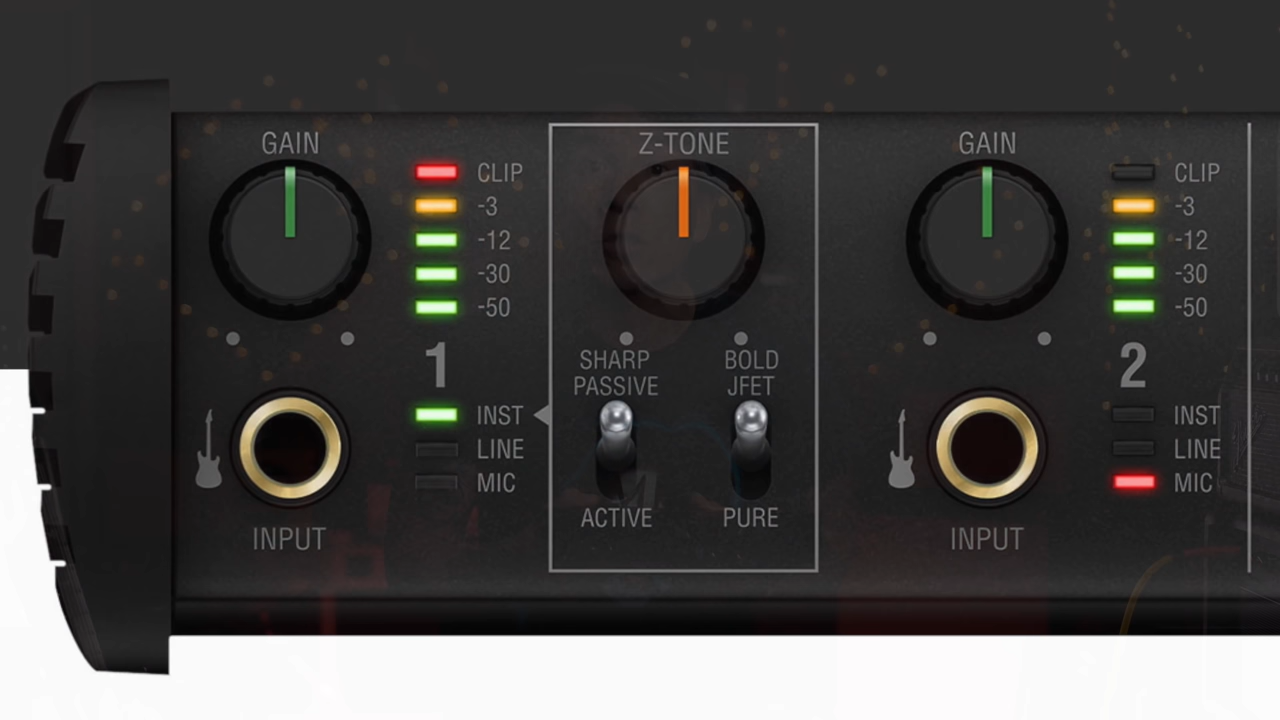 GAIN
CLIP
-3
-12
-30
-50
1
INST
LINE
MIC
INPUT
Z-TONE
SHARP
PASSIVE
BOLD
JFET
ACTIVE
PURE
GAIN
CLIP
-3
-12
-30
-50
2
INST
LINE
MIC
INPUT